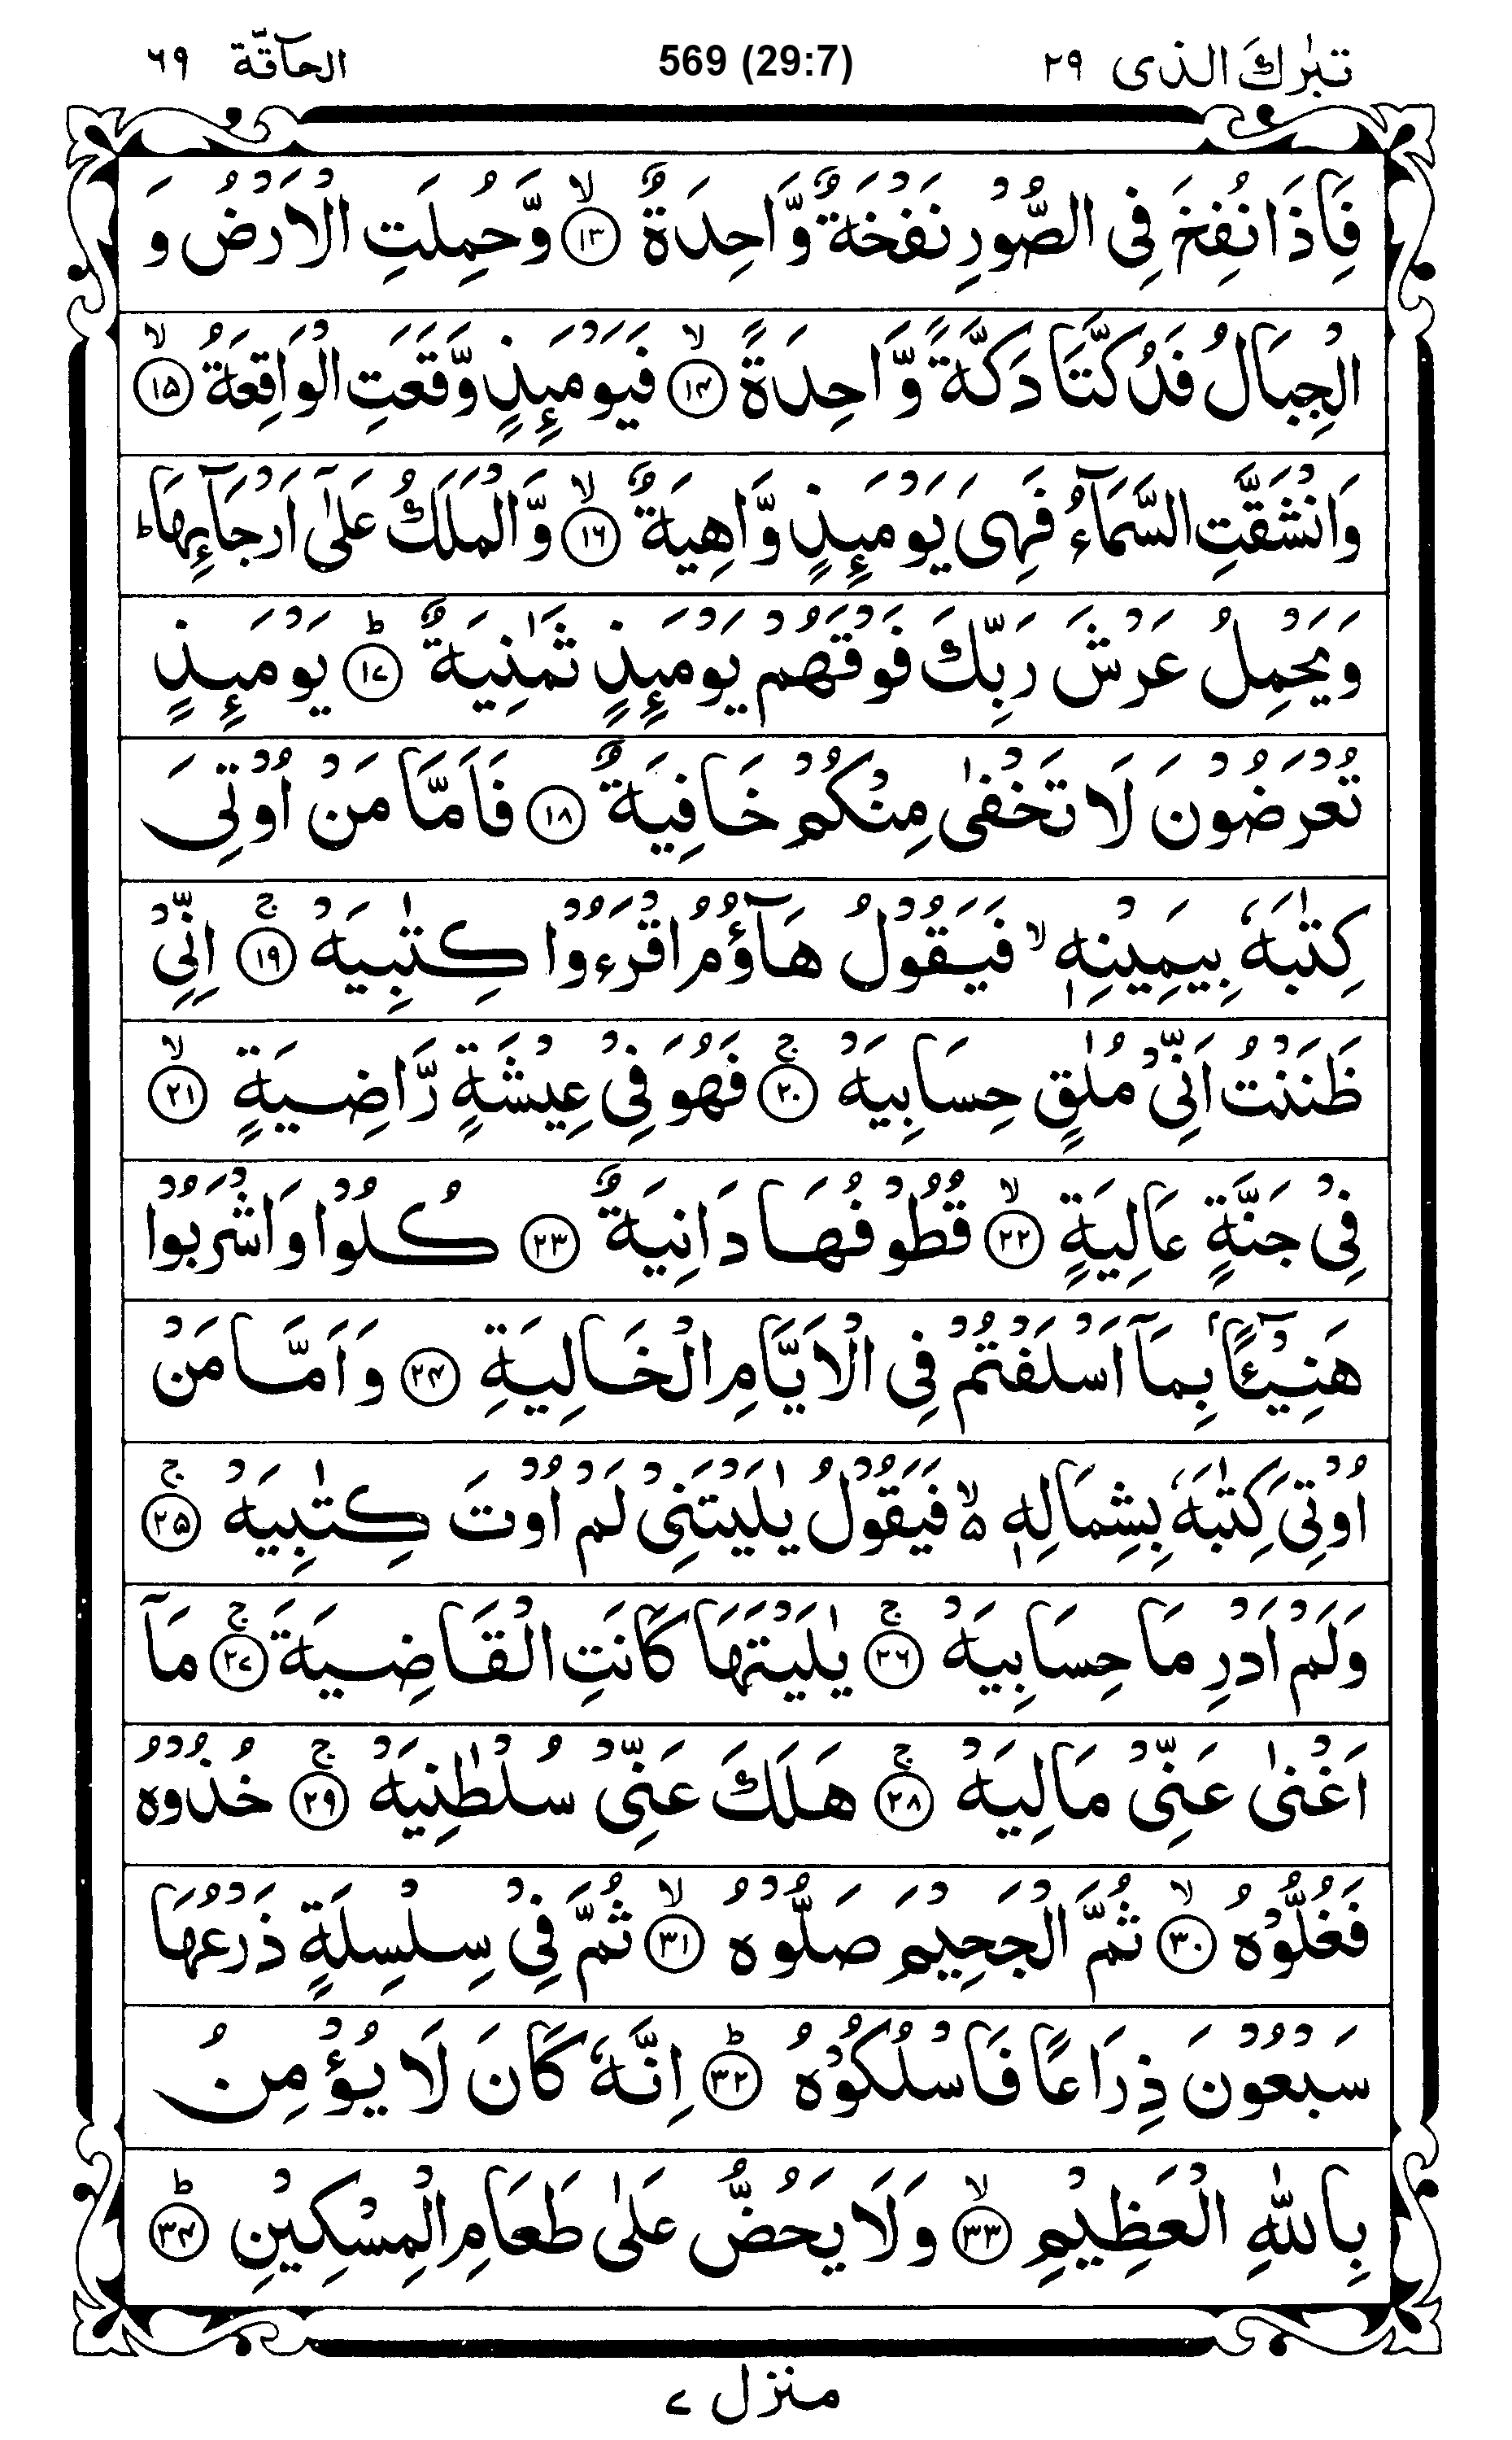 تبٰرك الذی ٢٩ 569 (29:7) الحآقّة ٦٩
فَاِذَا نُفِخَ فِی الصُّوْرِ نَفْخَةٌ وَّاحِدَةٌ ۙ﴿١٣﴾ وَّحُمِلَتِ الْاَرْضُ وَ
الْجِبَالُ فَدُكَّتَا دَكَّةً وَّاحِدَةً ۙ﴿١٤﴾ فَیَوْمَىِٕذٍ وَّقَعَتِ الْوَاقِعَةُ ۙ﴿١٥﴾
وَانْشَقَّتِ السَّمَآءُ فَهِیَ یَوْمَىِٕذٍ وَّاهِیَةٌ ۙ﴿١٦﴾ وَّالْمَلَكُ عَلٰۤی اَرْجَآىِٕهَا ؕ
وَیَحْمِلُ عَرْشَ رَبِّكَ فَوْقَهُمْ یَوْمَىِٕذٍ ثَمٰنِیَةٌ ؕ﴿١٧﴾ یَوْمَىِٕذٍ
تُعْرَضُوْنَ لَا تَخْفٰی مِنْكُمْ خَافِیَةٌ ﴿١٨﴾ فَاَمَّا مَنْ اُوْتِیَ
كِتٰبَهٗ بِیَمِیْنِهٖ ۙ فَیَقُوْلُ هَآؤُمُ اقْرَءُوْا كِتٰبِیَهْ ۚ﴿١٩﴾ اِنِّیْ
ظَنَنْتُ اَنِّیْ مُلٰقٍ حِسَابِیَهْ ۚ﴿٢٠﴾ فَهُوَ فِیْ عِیْشَةٍ رَّاضِیَةٍ ۙ﴿٢١﴾
فِیْ جَنَّةٍ عَالِیَةٍ ۙ﴿٢٢﴾ قُطُوْفُهَا دَانِیَةٌ ﴿٢٣﴾ كُلُوْا وَاشْرَبُوْا
هَنِیْٓـًٔۢا بِمَاۤ اَسْلَفْتُمْ فِی الْاَیَّامِ الْخَالِیَةِ ﴿٢٤﴾ وَاَمَّا مَنْ
اُوْتِیَ كِتٰبَهٗ بِشِمَالِهٖ ۙ۬ فَیَقُوْلُ یٰلَیْتَنِیْ لَمْ اُوْتَ كِتٰبِیَهْ ۚ﴿٢٥﴾
وَلَمْ اَدْرِ مَا حِسَابِیَهْ ۚ﴿٢٦﴾ یٰلَیْتَهَا كَانَتِ الْقَاضِیَةَ ۚ﴿٢٧﴾ مَاۤ
اَغْنٰی عَنِّیْ مَالِیَهْ ۚ﴿٢٨﴾ هَلَكَ عَنِّیْ سُلْطٰنِیَهْ ۚ﴿٢٩﴾ خُذُوْهُ
فَغُلُّوْهُ ۙ﴿٣٠﴾ ثُمَّ الْجَحِیْمَ صَلُّوْهُ ۙ﴿٣١﴾ ثُمَّ فِیْ سِلْسِلَةٍ ذَرْعُهَا
سَبْعُوْنَ ذِرَاعًا فَاسْلُكُوْهُ ؕ﴿٣٢﴾ اِنَّهٗ كَانَ لَا یُؤْمِنُ
بِاللّٰهِ الْعَظِیْمِ ۙ﴿٣٣﴾ وَلَا یَحُضُّ عَلٰی طَعَامِ الْمِسْكِیْنِ ؕ﴿٣٤﴾
منزل ٧